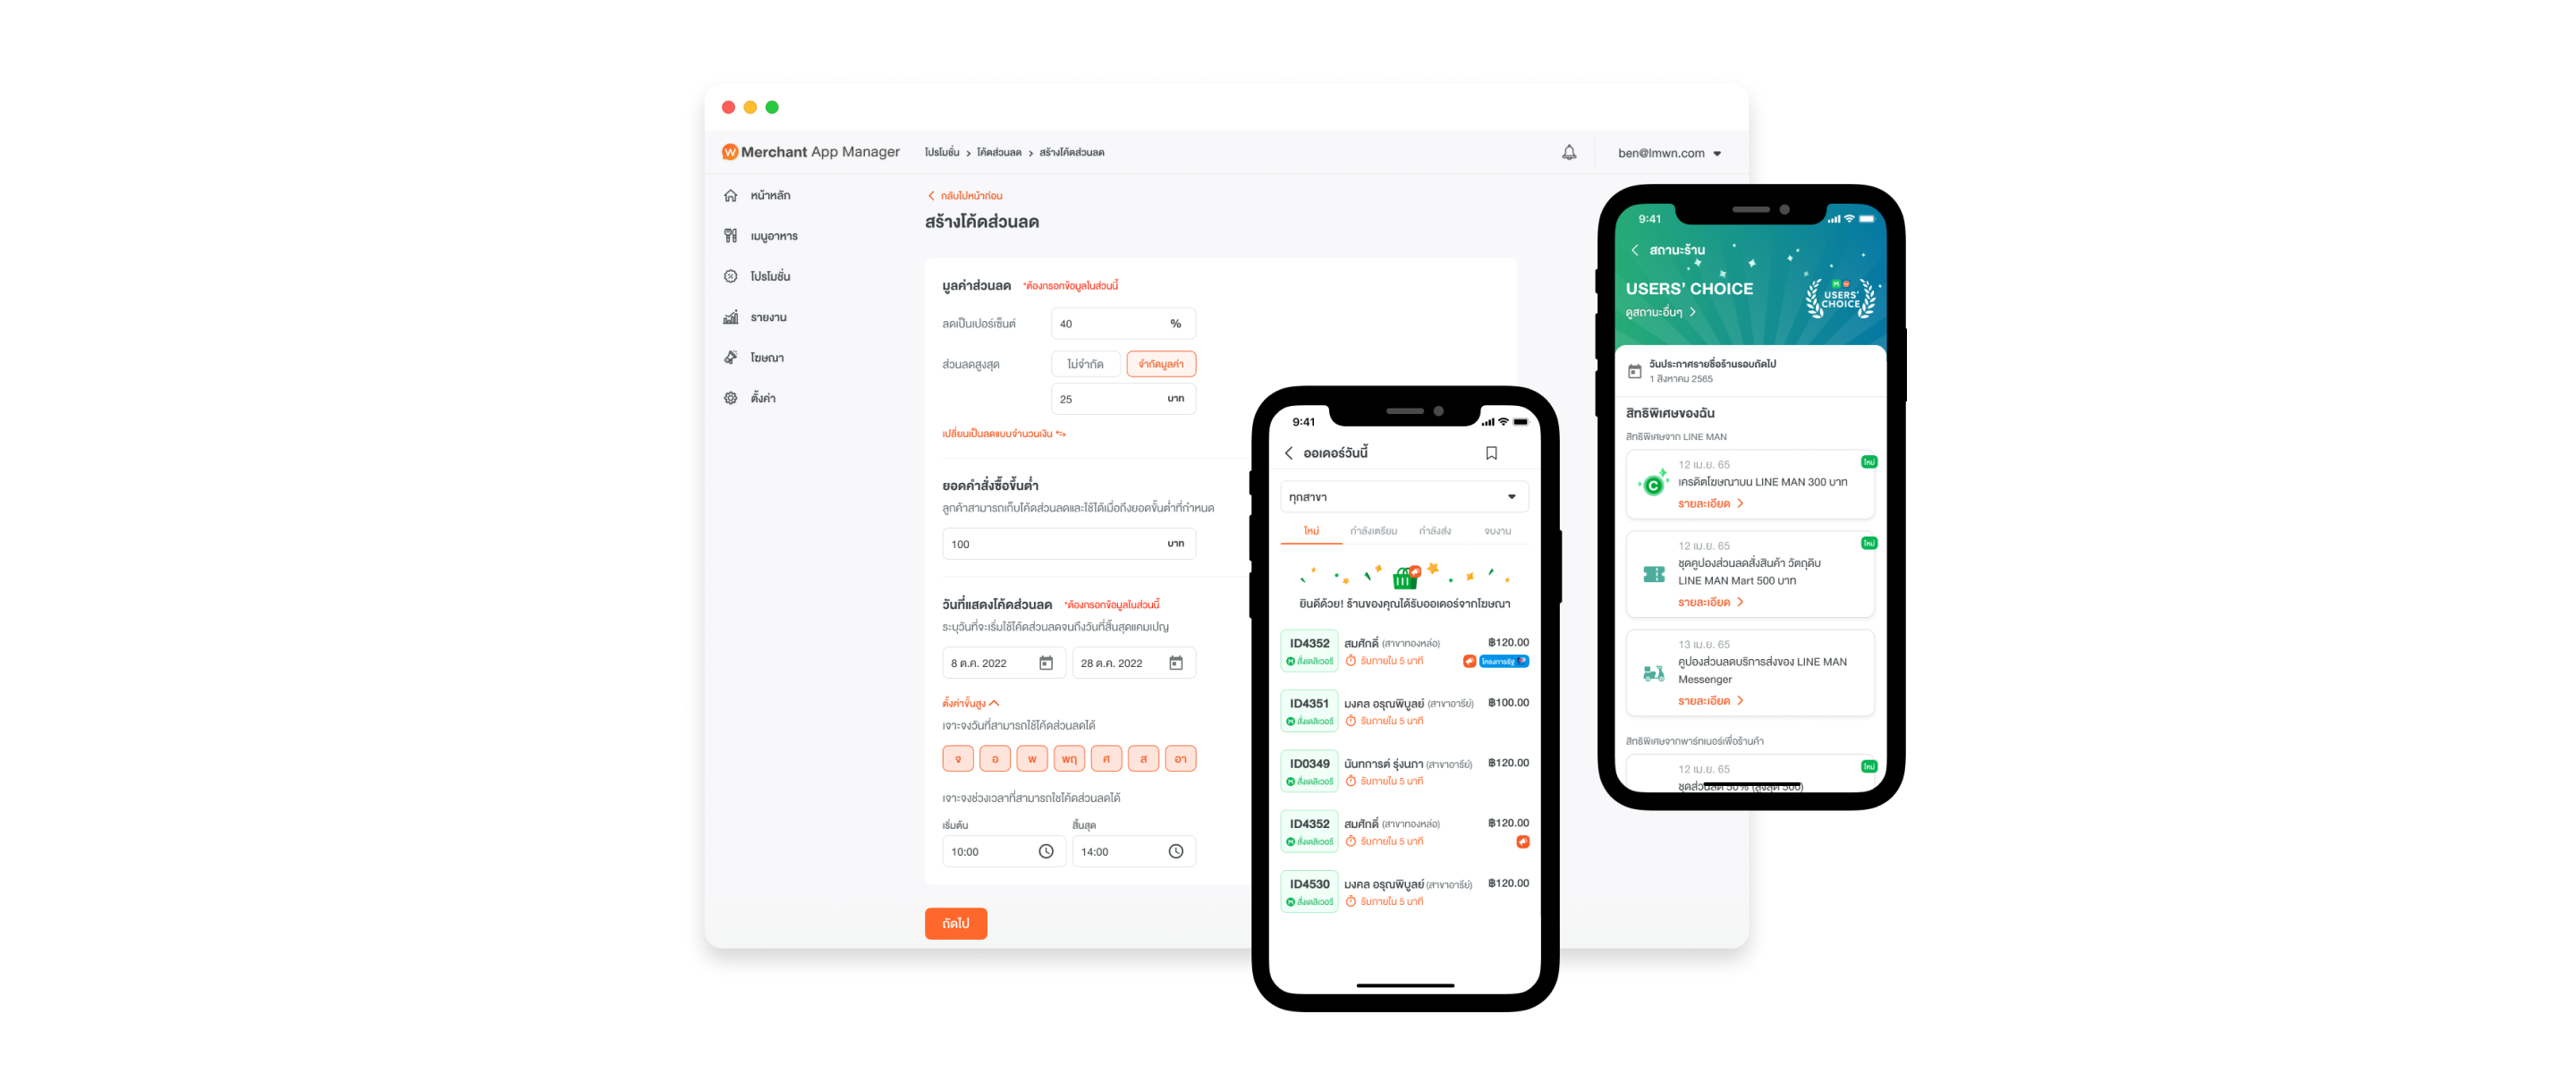 Merchant App Manager
โปรโมชั่น > โค้ดส่วนลด > สร้างโค้ดส่วนลด
ben@lmwn.com
หน้าหลัก
เมนูอาหาร
โปรโมชั่น
รายงาน
โฆษณา
ตั้งค่า
กลับไปหน้าก่อน
สร้างโค้ดส่วนลด
มูลค่าส่วนลด *ต้องกรอกข้อมูลในส่วนนี้
ลดเป็นเปอร์เซ็นต์ 40 %
ส่วนลดสูงสุด ไม่จำกัด จำกัดมูลค่า
25 บาท
เปลี่ยนเป็นลดแบบจำนวนเงิน
ยอดคำสั่งซื้อขั้นต่ำ
ลูกค้าสามารถเก็บโค้ดส่วนลดและใช้ได้เมื่อถึงยอดขั้นต่ำที่กำหนด
100 บาท
วันที่แสดงโค้ดส่วนลด *ต้องกรอกข้อมูลในส่วนนี้
ระบุวันที่จะเริ่มใช้โค้ดส่วนลดจนถึงวันที่สิ้นสุดแคมเปญ
8 ต.ค. 2022 28 ต.ค. 2022
ตั้งค่าขั้นสูง
เจาะจงวันที่สามารถใช้โค้ดส่วนลดได้
จ อ พ พฤ ศ ส อา
เจาะจงช่วงเวลาที่สามารถใชโค้ดส่วนลดได้
เริ่มต้น สิ้นสุด
10:00 14:00
ถัดไป
9:41
ออเดอร์วันนี้
ทุกสาขา
ใหม่ กำลังเตรียม กำลังส่ง จบงาน
ยินดีด้วย! ร้านของคุณได้รับออเดอร์จากโฆษณา
ID4352 สมศักดิ์ (สาขาทองหล่อ) ฿120.00
สั่งเดลิเวอรี รับภายใน 5 นาที โครงการรัฐ
ID4351 มงคล อรุณพิบูลย์ (สาขาอารีย์) ฿100.00
สั่งเดลิเวอรี รับภายใน 5 นาที
ID0349 นันทการต์ รุ่งนภา (สาขาอารีย์) ฿120.00
สั่งเดลิเวอรี รับภายใน 5 นาที
ID4352 สมศักดิ์ (สาขาทองหล่อ) ฿120.00
สั่งเดลิเวอรี รับภายใน 5 นาที
ID4530 มงคล อรุณพิบูลย์ (สาขาอารีย์) ฿120.00
สั่งเดลิเวอรี รับภายใน 5 นาที
9:41
สถานะร้าน
USERS' CHOICE
ดูสถานะอื่นๆ
USERS'
CHOICE
วันประกาศรายชื่อร้านรอบถัดไป
1 สิงหาคม 2565
สิทธิพิเศษของฉัน
สิทธิพิเศษจาก LINE MAN
12 เม.ย. 65 ใหม่
เครดิตโฆษณาบน LINE MAN 300 บาท
รายละเอียด
12 เม.ย. 65 ใหม่
ชุดคูปองส่วนลดสั่งสินค้า วัตถุดิบ
LINE MAN Mart 500 บาท
รายละเอียด
13 เม.ย. 65
คูปองส่วนลดบริการส่งของ LINE MAN
Messenger
รายละเอียด
สิทธิพิเศษจากพาร์ทเนอร์เพื่อร้านค้า
12 เม.ย. 65 ใหม่
ชุดส่วนลด 50% (สูงสุด 500)